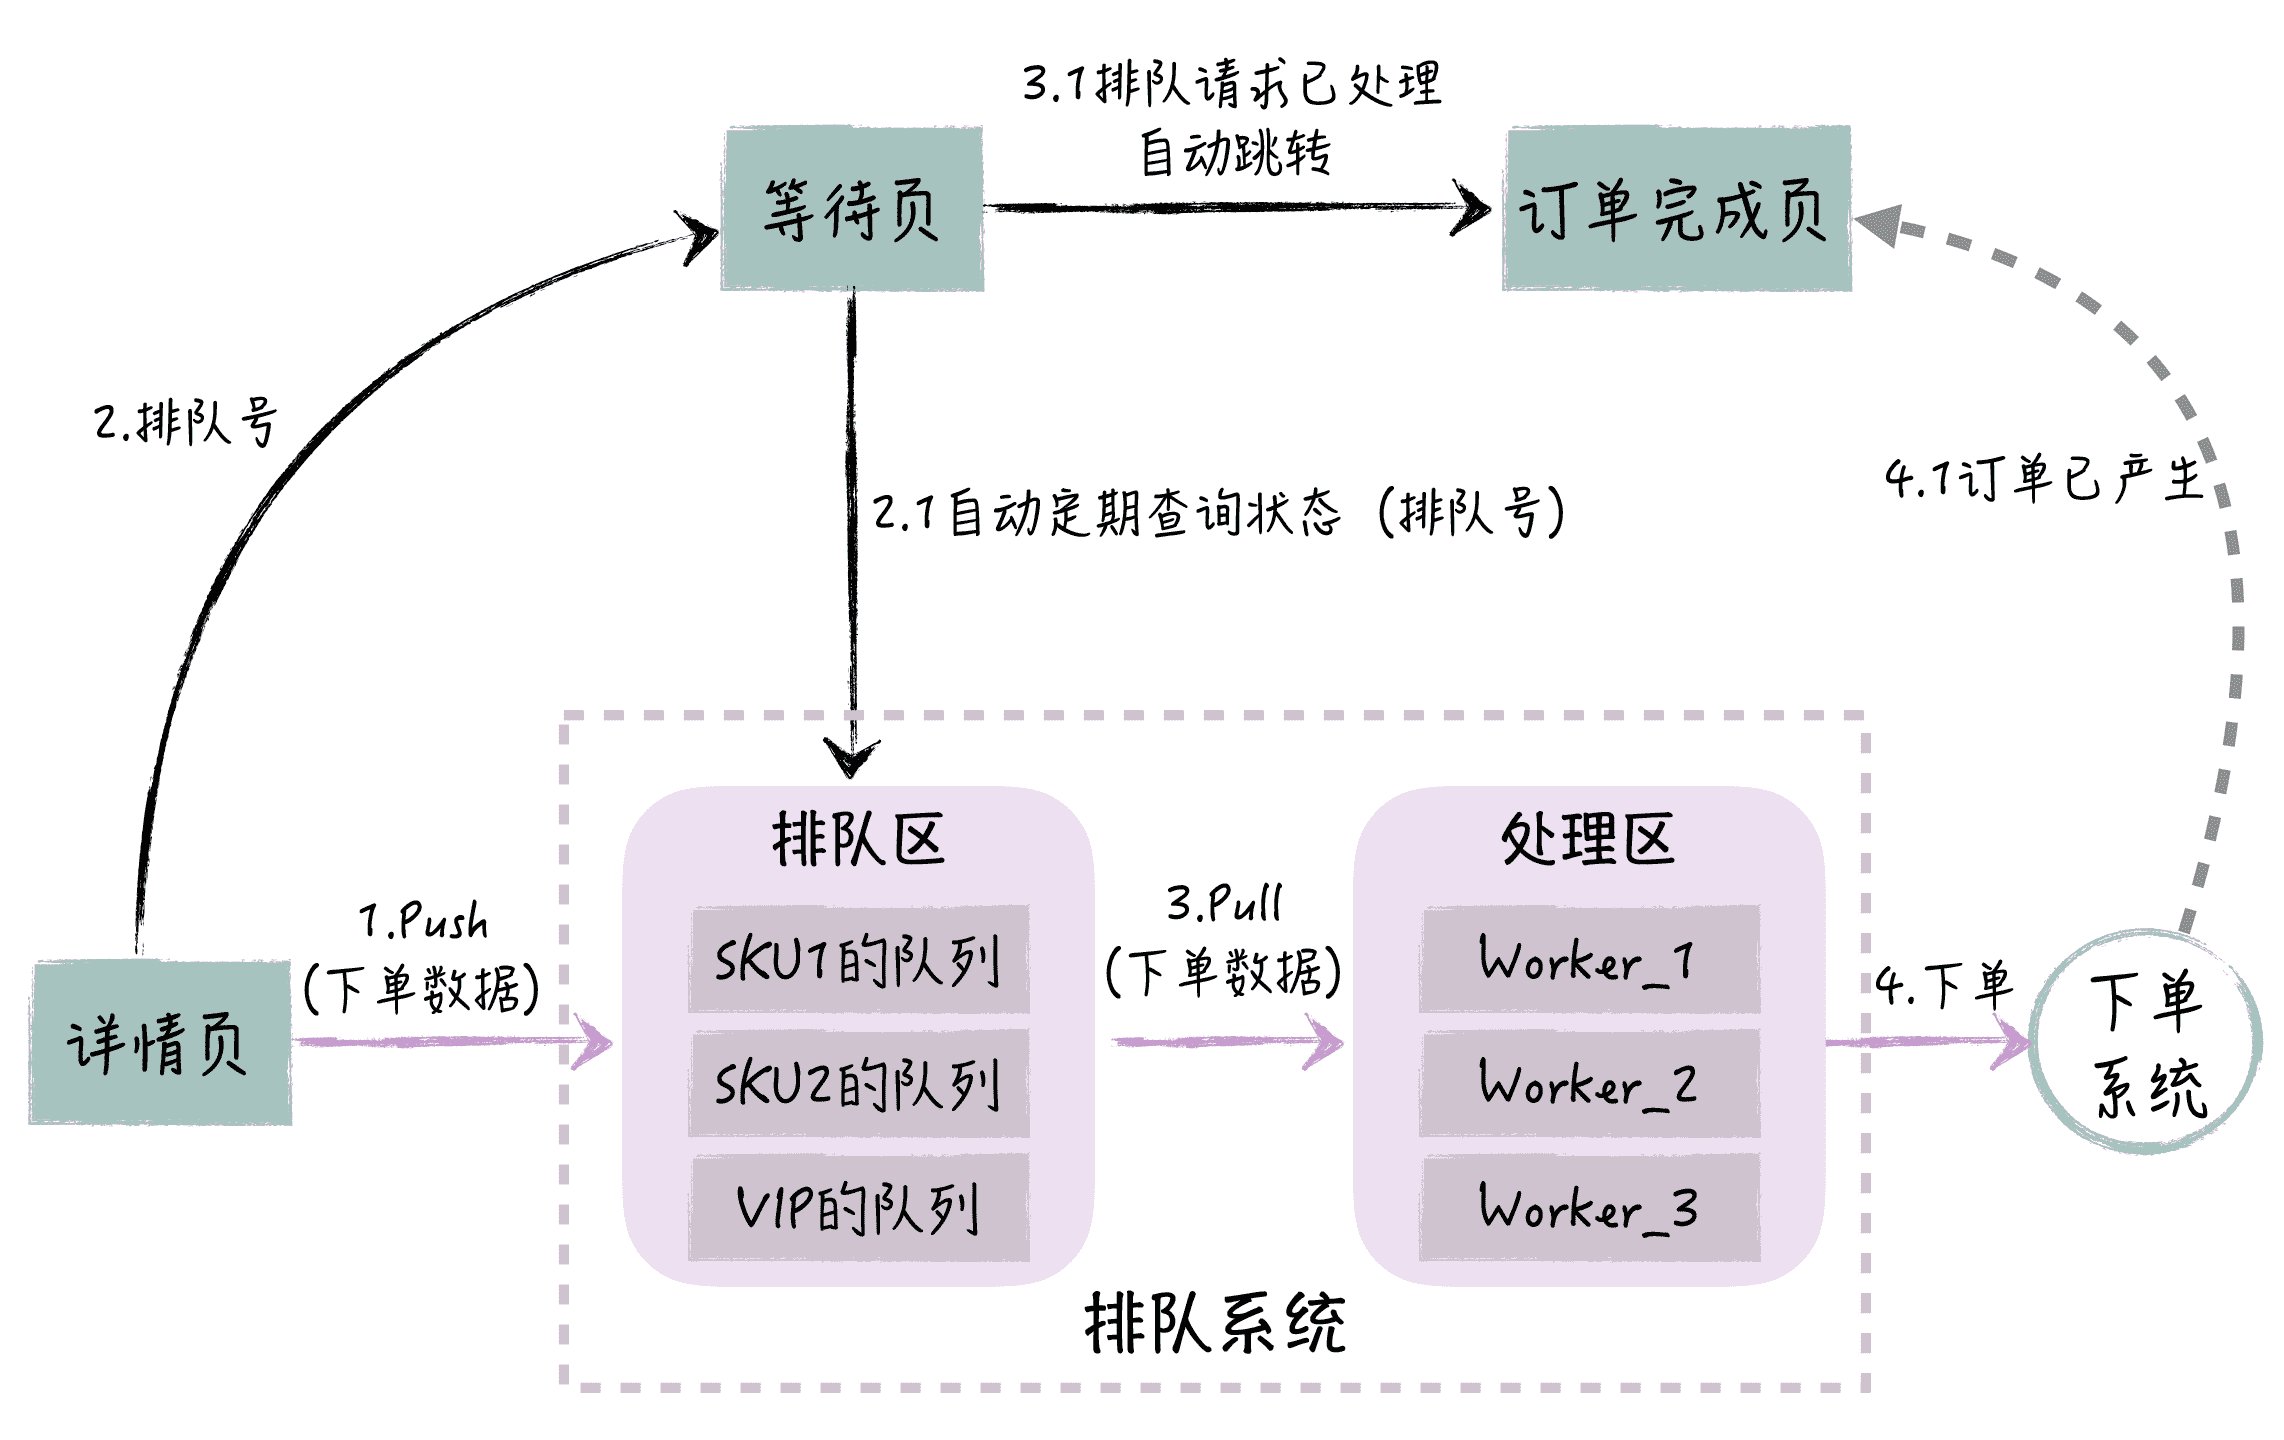 3.1排队请求已处理
自动跳转
等待页
订单完成页
2.排队号
2.1自动定期查询状态（排队号）
4.1订单已产生
排队区
处理区
1.Push
(下单数据)
3.Pull
(下单数据)
SKU1的队列
Worker_1
4.下单
下单
系统
详情页
SKU2的队列
Worker_2
VIP的队列
Worker_3
排队系统